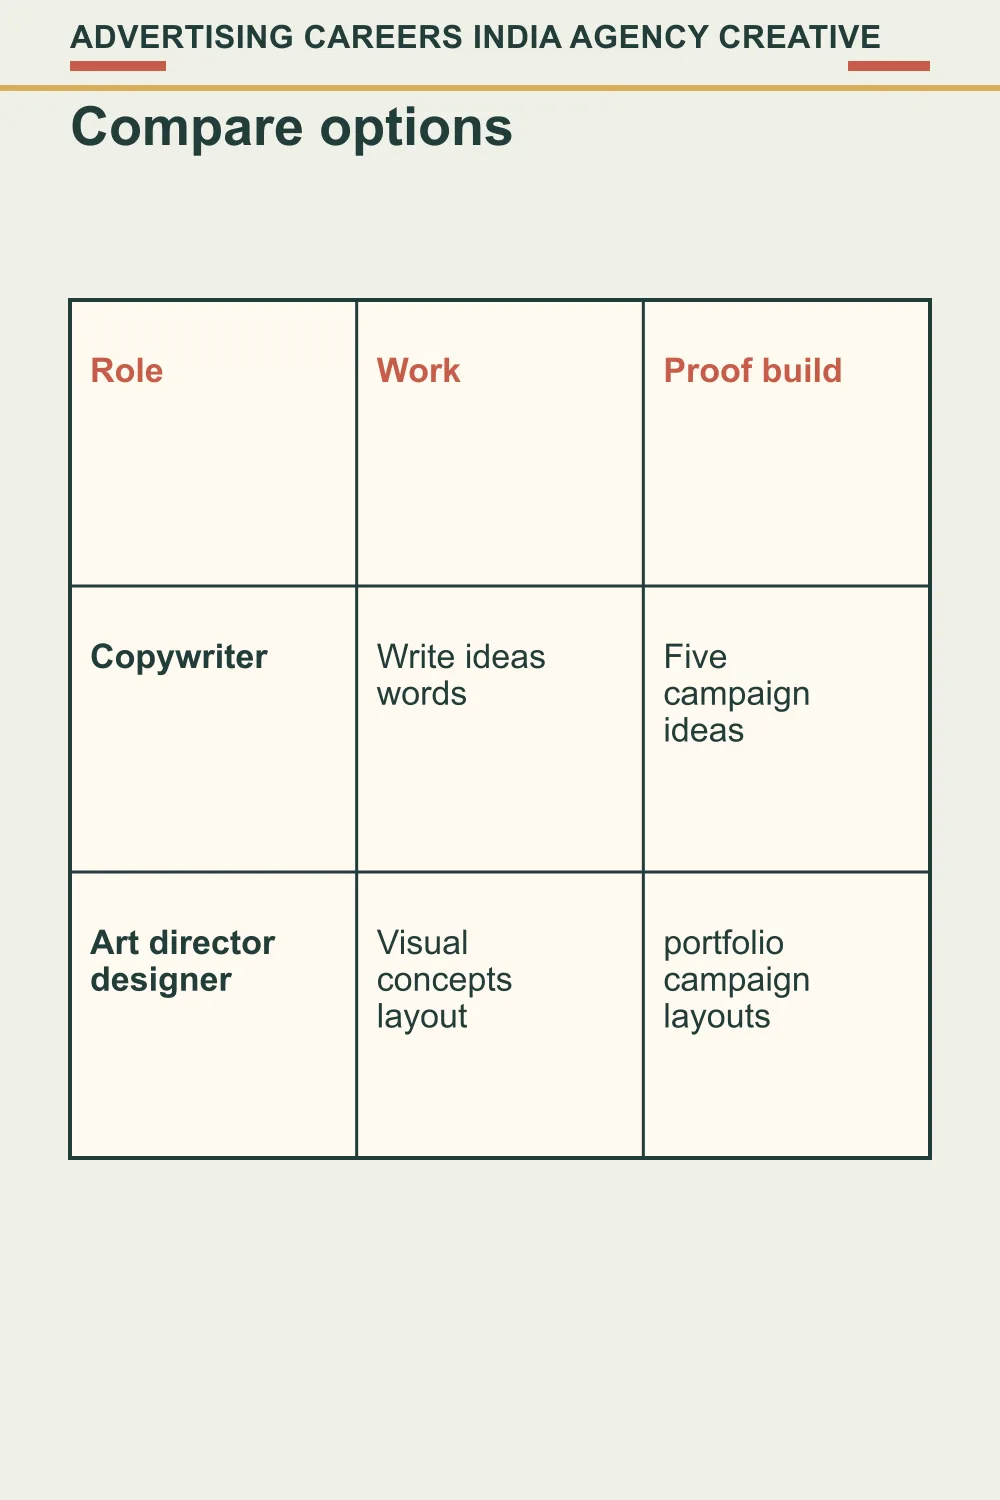 ADVERTISING CAREERS INDIA AGENCY CREATIVE
Compare options
Role
Work
Proof build
Copywriter
Write ideas
words
Five
campaign
ideas
Art director
designer
Visual
concepts
layout
portfolio
campaign
layouts